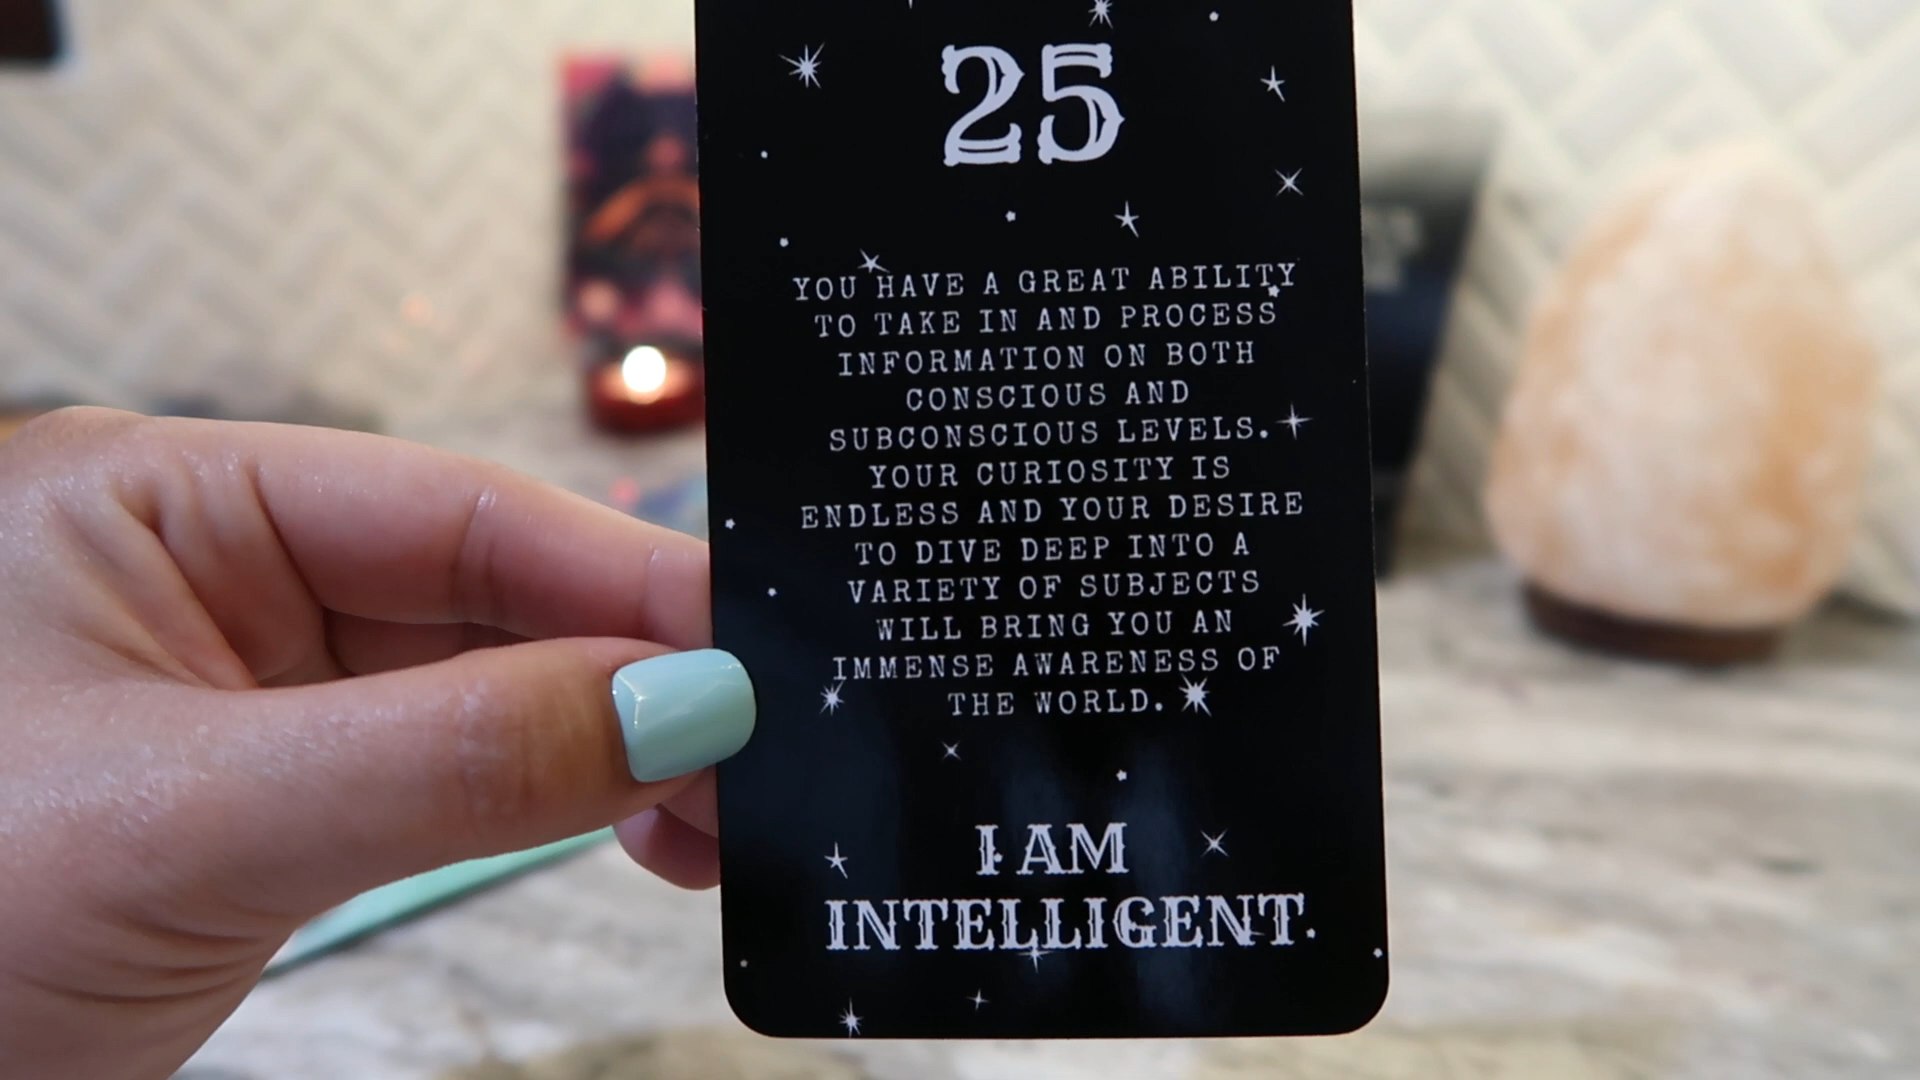 25
YOU HAVE A GREAT ABILITY
TO TAKE IN AND PROCESS
INFORMATION ON BOTH
CONSCIOUS AND
SUBCONSCIOUS LEVELS.
YOUR CURIOSITY IS
ENDLESS AND YOUR DESIRE
TO DIVE DEEP INTO A
VARIETY OF SUBJECTS
WILL BRING YOU AN
IMMENSE AWARENESS OF
THE WORLD.
I AM
INTELLIGENT.